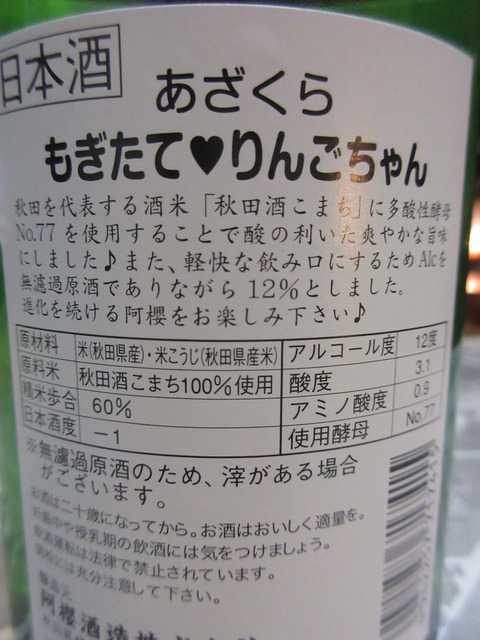 日本酒
あざくら
もぎたて♥りんごちゃん
秋田を代表する酒米「秋田酒こまち」に多酸性酵母
No.77を使用することで酸の利いた爽やかな旨味
にしました♪また、軽快な飲み口にするためAlcを
無濾過原酒でありながら12%としました。
進化を続ける阿櫻をお楽しみ下さい♪
原材料 米(秋田県産)・米こうじ(秋田県産米)
原料米 秋田酒こまち100%使用
精米歩合 60%
日本酒度 −1
アルコール度 12度
酸度 3.1
アミノ酸度 0.9
使用酵母 No.77
※無濾過原酒のため、滓がある場合
がございます。
お酒は二十歳になってから。お酒はおいしく適量を。
妊娠中や授乳期の飲酒には気をつけましょう。
飲酒運転は法律で禁止されています。
開栓には充分注意して下さい。
醸造元
阿櫻酒造株式会社